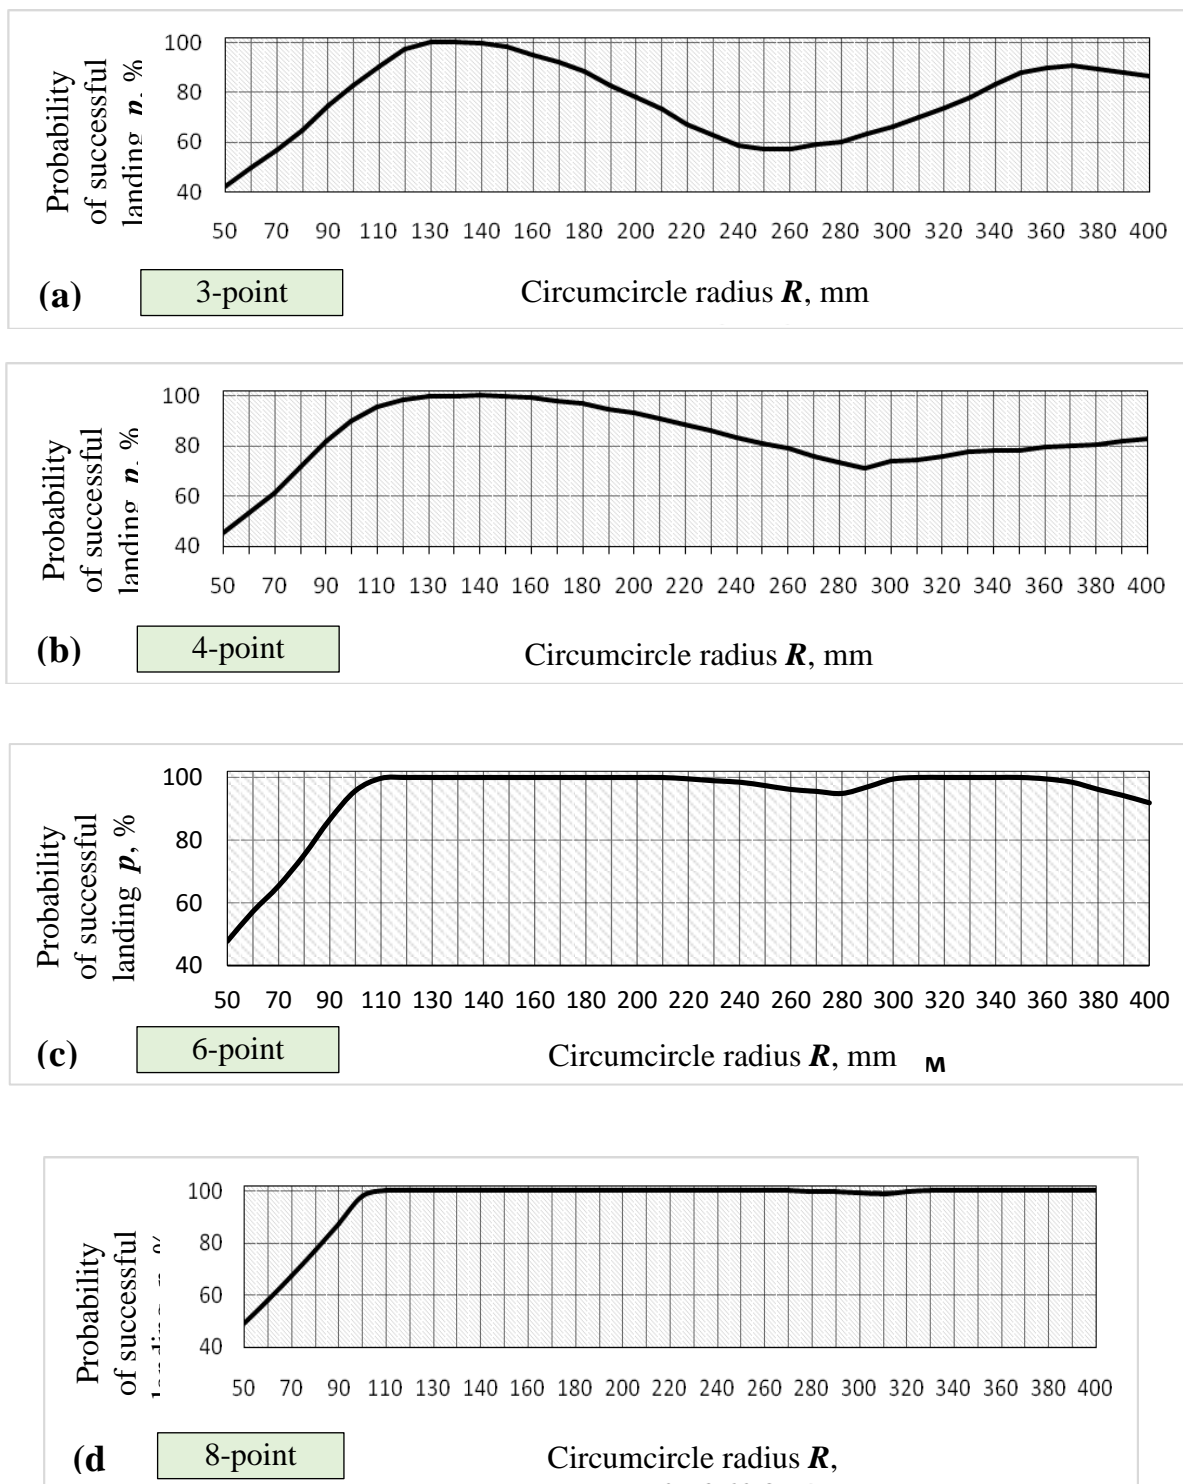 Probability
of successful
landing p, %
100
80
60
40
50 70 90 110 130 140 160 180 200 220 240 260 280 300 320 340 360 380 400
(a)
3-point
Circumcircle radius R, mm
Probability
of successful
landing p, %
100
80
60
40
50 70 90 110 130 140 160 180 200 220 240 260 280 300 320 340 360 380 400
(b)
4-point
Circumcircle radius R, mm
Probability
of successful
landing p, %
100
80
60
40
50 70 90 110 130 140 160 180 200 220 240 260 280 300 320 340 360 380 400
(c)
6-point
Circumcircle radius R, mm
м
Probability
of successful
100
80
60
40
50 70 90 110 130 140 160 180 200 220 240 260 280 300 320 340 360 380 400
(d
8-point
Circumcircle radius R,